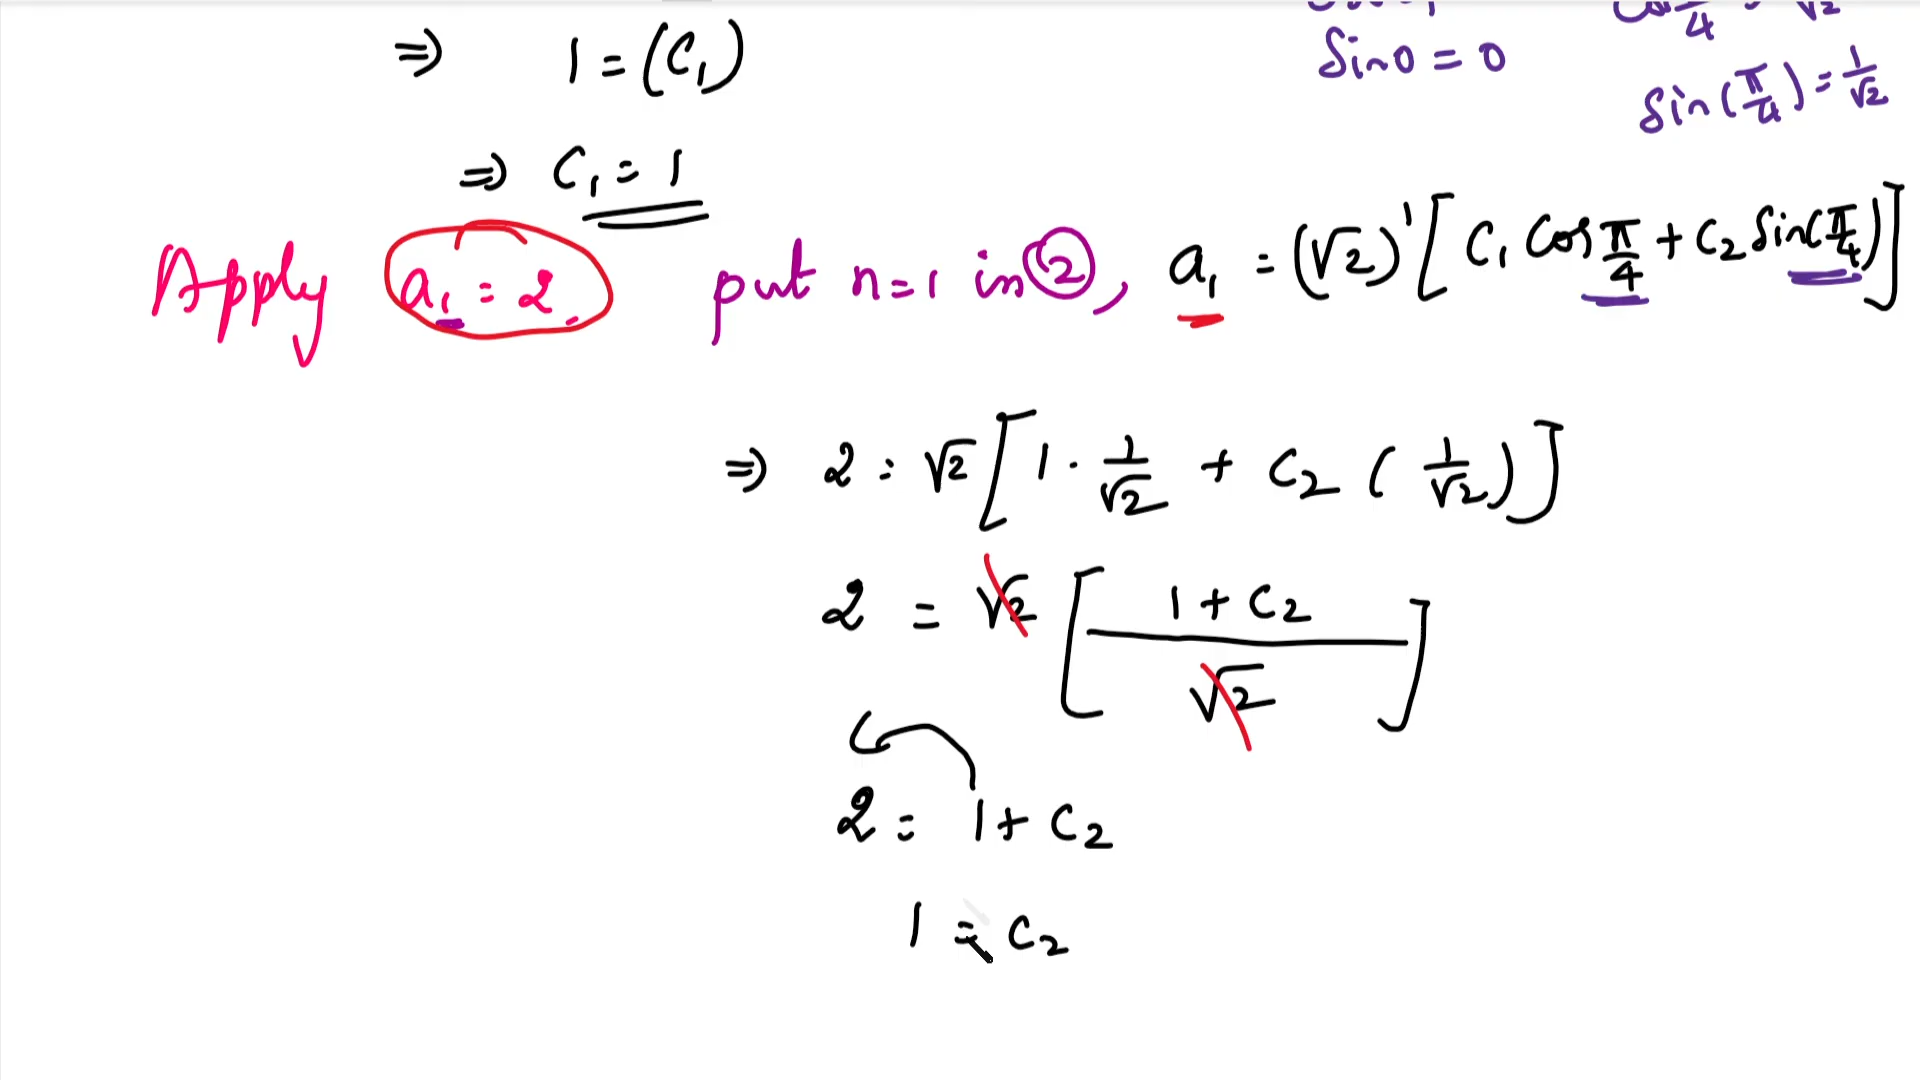 ⇒ 1 = (C₁)
Sin0 = 0
Sin(π/4) = 1/√2
⇒ C₁ = 1
Apply a₁ = 2. put n=1 in ②, a₁ = (√2)¹ [C₁ Cos π/4 + C₂ Sin(π/4)]
⇒ 2 = √2 [1 · 1/√2 + C₂ (1/√2)]
2 = √2 [(1 + C₂)/√2]
2 = 1 + C₂
1 = C₂